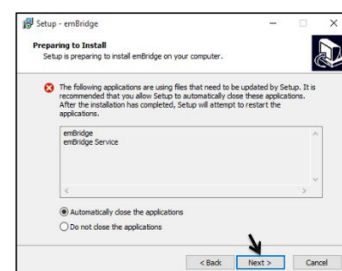 Setup - emBridge
Preparing to Install
Setup is preparing to install emBridge on your computer.
The following applications are using files that need to be updated by Setup. It is
recommended that you allow Setup to automatically close these applications.
After the installation has completed, Setup will attempt to restart the
applications.
emBridge
emBridge Service
Automatically close the applications
Do not close the applications
< Back Next > Cancel